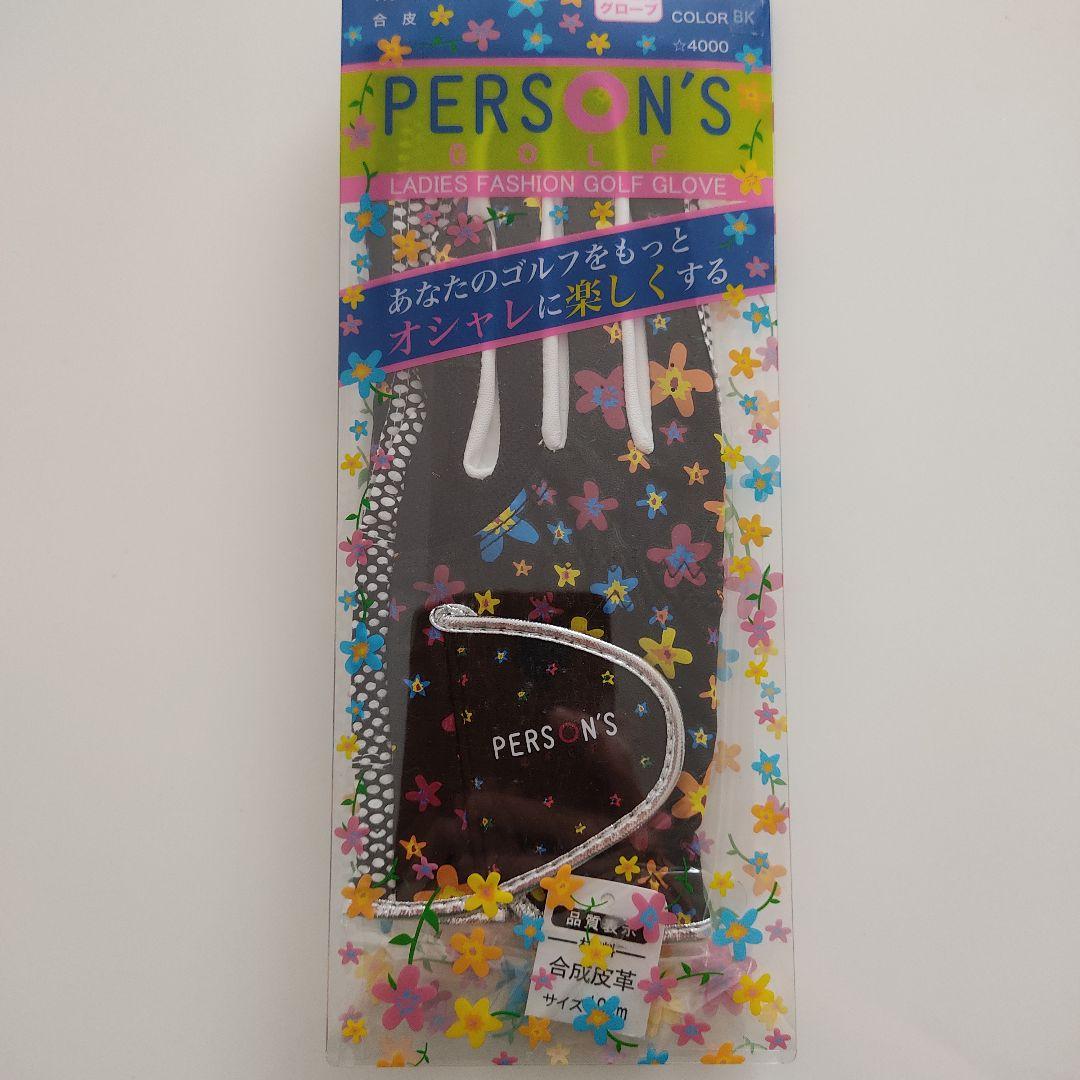 グローブ
合皮
COLOR BK
☆4000
PERSON'S
GOLF
LADIES FASHION GOLF GLOVE
あなたのゴルフをもっと
オシャレに楽しくする
PERSON'S
品質表示
合成皮革
サイズ